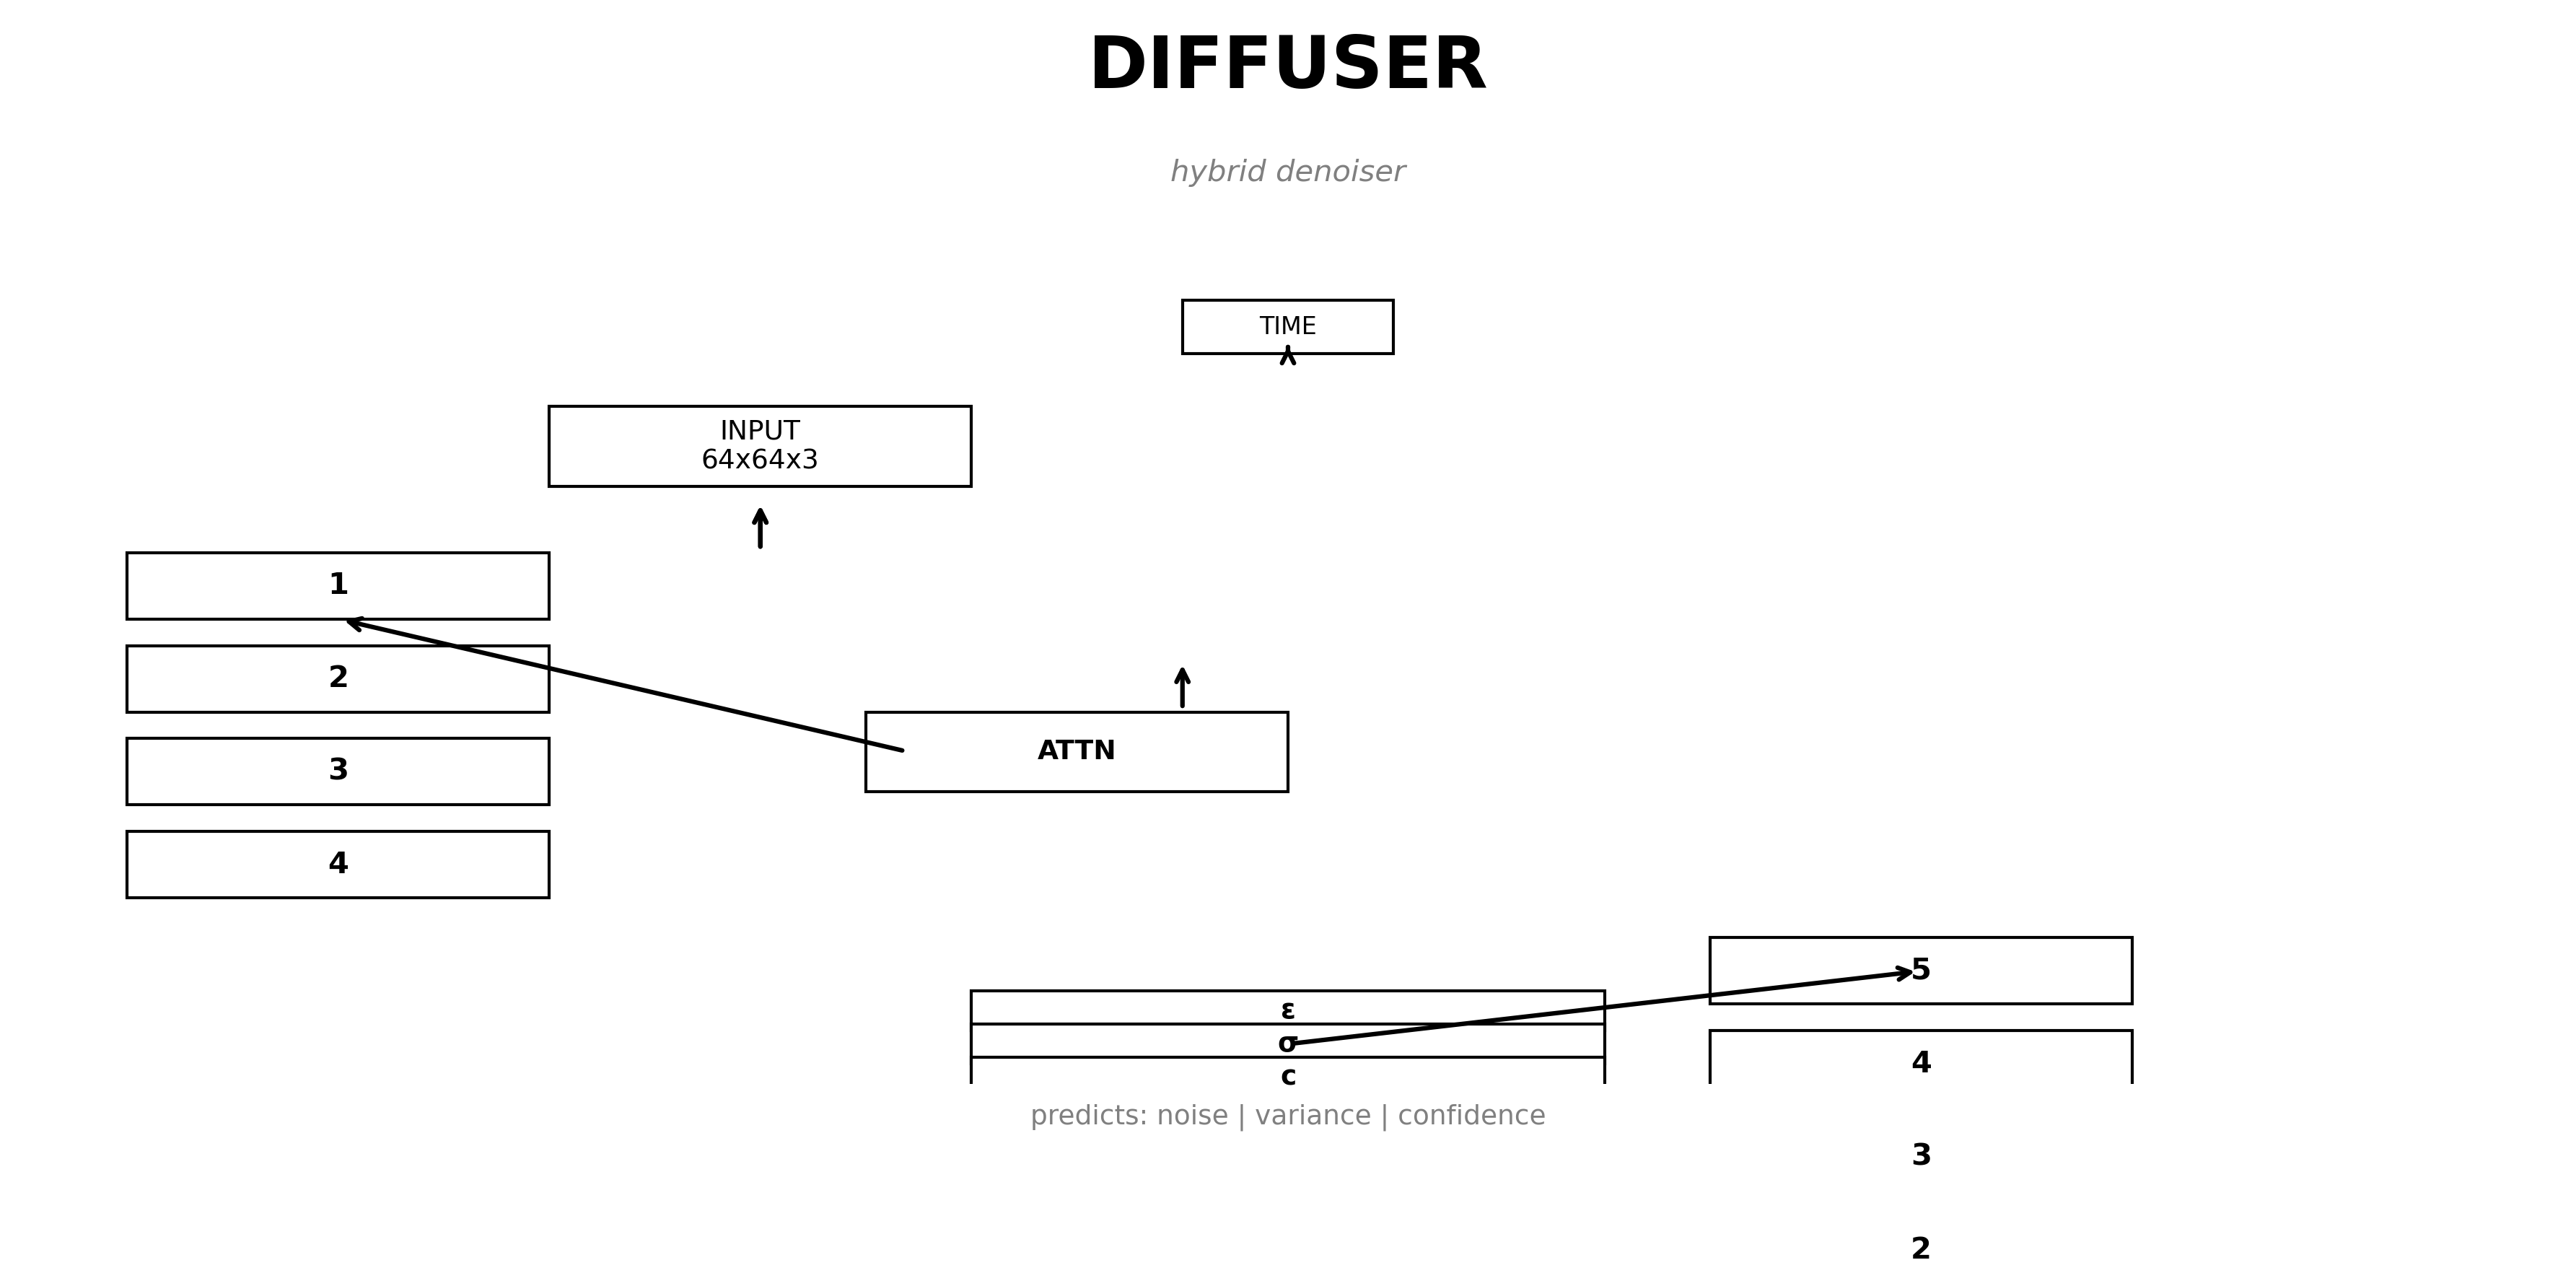 DIFFUSER
hybrid denoiser
TIME
INPUT
64x64x3
1
2
3
4
ATTN
ε
σ
c
5
4
3
2
predicts: noise | variance | confidence